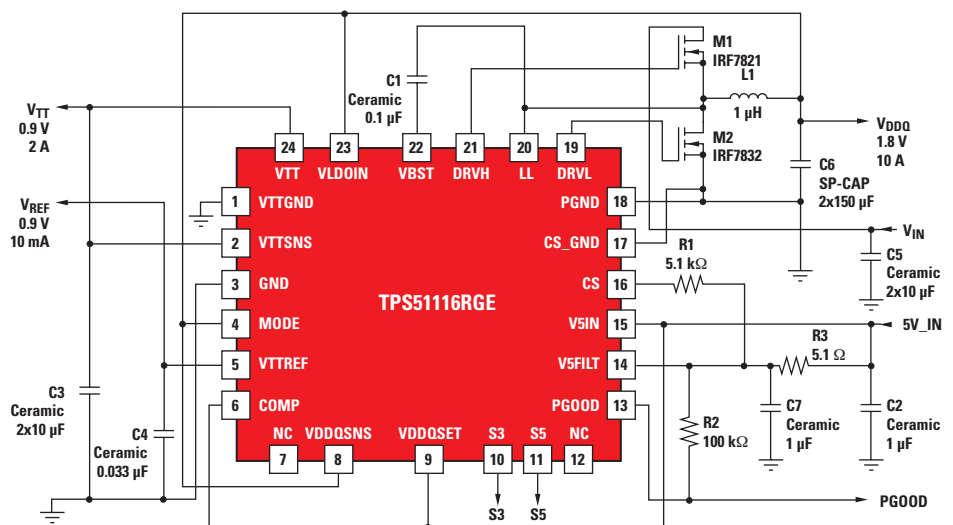 M1
IRF7821
C1
Ceramic
0.1 µF
L1
1 µH
VTT
0.9 V
2 A
24
23
22
21
20
19
M2
IRF7832
VDDQ
1.8 V
10 A
VTT
VLDOIN
VBST
DRVH
LL
DRVL
C6
SP-CAP
2x150 µF
VREF
0.9 V
10 mA
1
VTTGND
PGND
18
2
VTTSNS
CS_GND
17
R1
5.1 kΩ
VIN
C5
Ceramic
2x10 µF
3
GND
CS
16
TPS51116RGE
4
MODE
V5IN
15
5V_IN
R3
5.1 Ω
5
VTTREF
V5FILT
14
C3
Ceramic
2x10 µF
6
COMP
PGOOD
13
C4
Ceramic
0.033 µF
NC
VDDQSNS
VDDQSET
S3
S5
NC
7
8
9
10
11
12
R2
100 kΩ
C7
Ceramic
1 µF
C2
Ceramic
1 µF
S3
S5
PGOOD